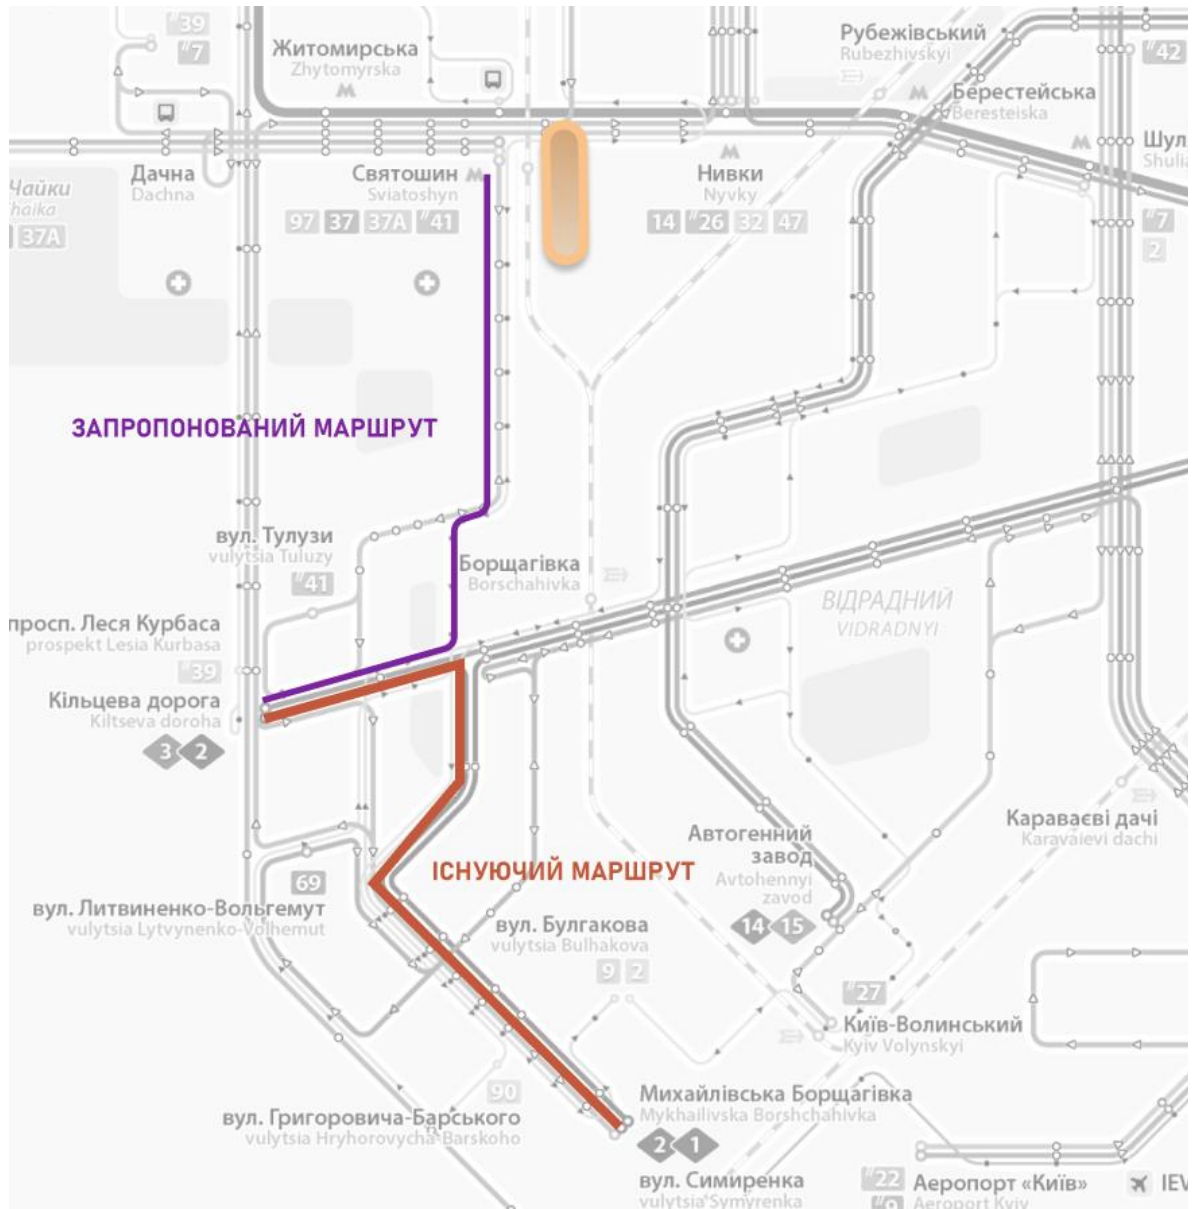 ″39
″7
Житомирська
Zhytomyrska
Рубежівський
Rubezhivskyi
″42
Берестейська
Beresteiska
Дачна
Dachna
Святошин
Sviatoshyn
97 37 37A ″41
Нивки
Nyvky
14 ″26 32 47
Шул
Shulia
″7
2
Чайки
haika
37A
ЗАПРОПОНОВАНИЙ МАРШРУТ
вул. Тулузи
vulytsia Tuluzy
″41
Борщагівка
Borschahivka
ВІДРАДНИЙ
VIDRADNYI
просп. Леся Курбаса
prospekt Lesia Kurbasa
″39
Кільцева дорога
Kiltseva doroha
3 2
ІСНУЮЧИЙ МАРШРУТ
69
вул. Литвиненко-Вольгемут
vulytsia Lytvynenko-Volhemut
Автогенний
завод
Avtohennyi
zavod
14 15
Караваєві дачі
Karavaievi dachi
вул. Булгакова
vulytsia Bulhakova
9 2
″27
Київ-Волинський
Kyiv Volynskyi
90
вул. Григоровича-Барського
vulytsia Hryhorovycha-Barskoho
Михайлівська Борщагівка
Mykhailivska Borshchahivka
2 1
вул. Симиренка
vulytsia Symyrenka
″22
Аеропорт «Київ»
Aeroport Kyiv
IEV